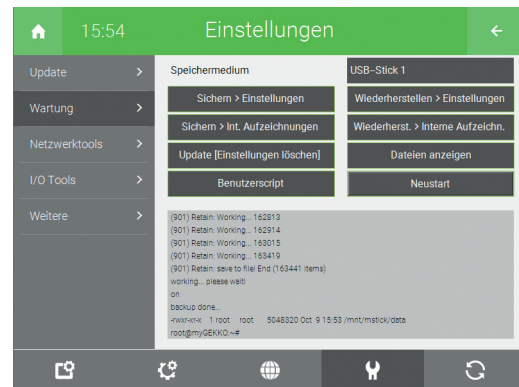 15:54
Einstellungen
Update
Wartung
Netzwerktools
I/O Tools
Weitere
Speichermedium
USB-Stick 1
Sichern > Einstellungen
Wiederherstellen > Einstellungen
Sichern > Int. Aufzeichnungen
Wiederherst. > Interne Aufzeichn.
Update [Einstellungen löschen]
Dateien anzeigen
Benutzerscript
Neustart
(901) Retain: Working... 162813
(901) Retain: Working... 162914
(901) Retain: Working... 163015
(901) Retain: Working... 163419
(901) Retain: save to file! End (163441 items)
working... please wait!
on
backup done...
-rwxr-xr-x 1 root root 5048320 Oct 9 15:53 /mnt/mstick/data
root@myGEKKO:~#